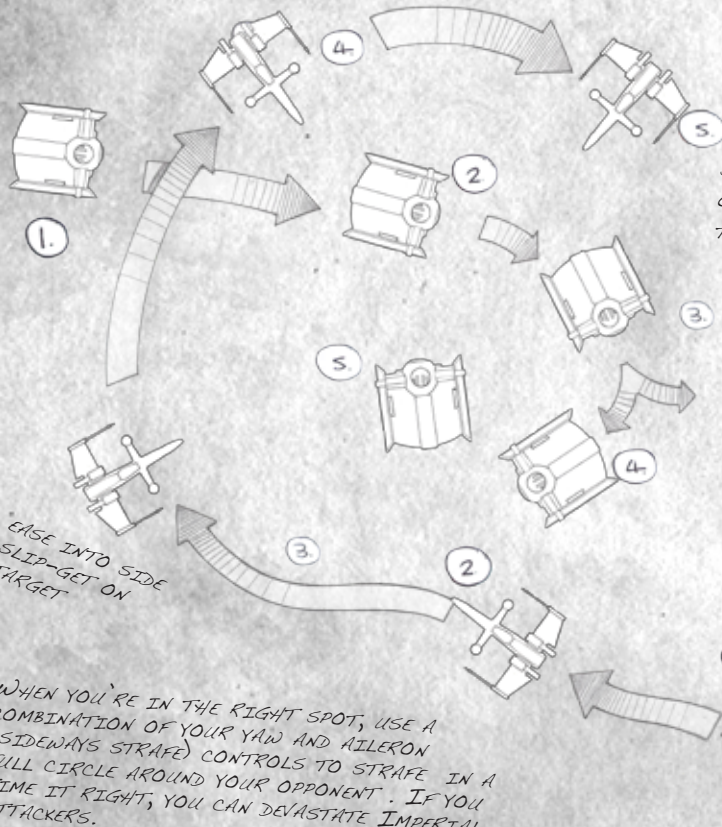 4.
5.
2
1.
3.
5.
4.
EASE INTO SIDE
SLIP-GET ON
TARGET
3.
2
WHEN YOU'RE IN THE RIGHT SPOT, USE A
COMBINATION OF YOUR YAW AND AILERON
(SIDEWAYS STRAFE) CONTROLS TO STRAFE IN A
FULL CIRCLE AROUND YOUR OPPONENT. IF YOU
TIME IT RIGHT, YOU CAN DEVASTATE IMPERIAL
ATTACKERS.